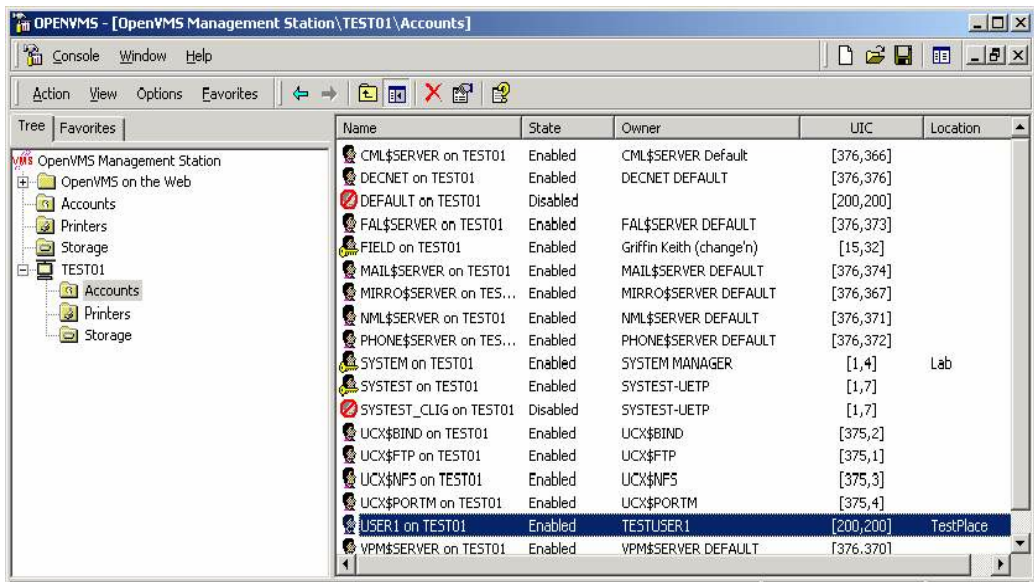 OPENVMS - [OpenVMS Management Station\TEST01\Accounts]
Console Window Help
Action View Options Favorites
Tree Favorites
VMS OpenVMS Management Station
OpenVMS on the Web
Accounts
Printers
Storage
TEST01
Accounts
Printers
Storage
Name State Owner UIC Location
CML$SERVER on TEST01 Enabled CML$SERVER Default [376,366]
DECNET on TEST01 Enabled DECNET DEFAULT [376,376]
DEFAULT on TEST01 Disabled [200,200]
FAL$SERVER on TEST01 Enabled FAL$SERVER DEFAULT [376,373]
FIELD on TEST01 Enabled Griffin Keith (change'n) [15,32]
MAIL$SERVER on TEST01 Enabled MAIL$SERVER DEFAULT [376,374]
MIRRO$SERVER on TES... Enabled MIRRO$SERVER DEFAULT [376,367]
NML$SERVER on TEST01 Enabled NML$SERVER DEFAULT [376,371]
PHONE$SERVER on TES... Enabled PHONE$SERVER DEFAULT [376,372]
SYSTEM on TEST01 Enabled SYSTEM MANAGER [1,4] Lab
SYSTEST on TEST01 Enabled SYSTEST-UETP [1,7]
SYSTEST_CLIG on TEST01 Disabled SYSTEST-UETP [1,7]
UCX$BIND on TEST01 Enabled UCX$BIND [375,2]
UCX$FTP on TEST01 Enabled UCX$FTP [375,1]
UCX$NFS on TEST01 Enabled UCX$NFS [375,3]
UCX$PORTM on TEST01 Enabled UCX$PORTM [375,4]
USER1 on TEST01 Enabled TESTUSER1 [200,200] TestPlace
VPM$SERVER on TEST01 Enabled VPM$SERVER DEFAULT [376,370]